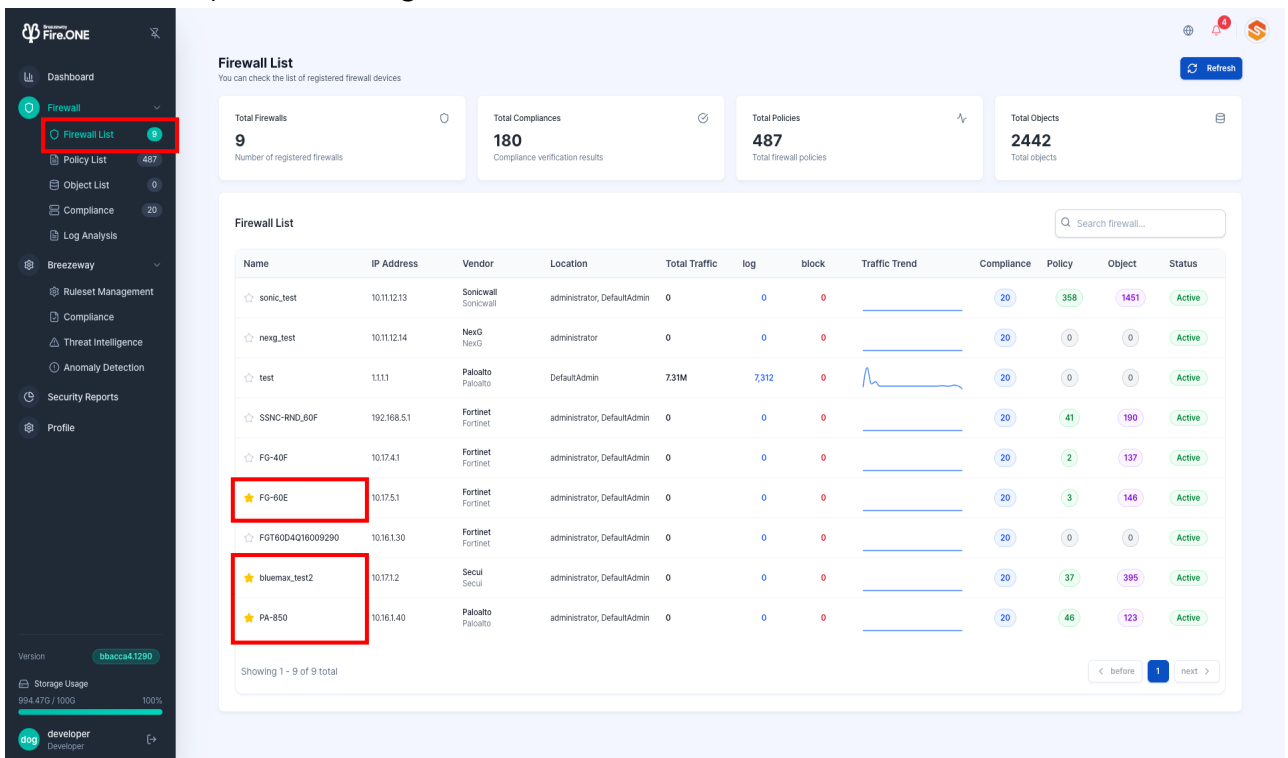 Breezeway
Fire.ONE
4
Dashboard
Firewall
Firewall List 9
Policy List 487
Object List 0
Compliance 20
Log Analysis
Breezeway
Ruleset Management
Compliance
Threat Intelligence
Anomaly Detection
Security Reports
Profile
Version bbacca4.1290
Storage Usage
994.47G / 100G 100%
dog developer
Developer
Firewall List
You can check the list of registered firewall devices
Refresh
Total Firewalls
9
Number of registered firewalls
Total Compliances
180
Compliance verification results
Total Policies
487
Total firewall policies
Total Objects
2442
Total objects
Firewall List
Search firewall...
Name IP Address Vendor Location Total Traffic log block Traffic Trend Compliance Policy Object Status
sonic_test 10.11.12.13 Sonicwall administrator, DefaultAdmin 0 0 0 20 358 1451 Active
Sonicwall
nexg_test 10.11.12.14 NexG administrator 0 0 0 20 0 0 Active
NexG
test 1.1.1.1 Paloalto DefaultAdmin 7.31M 7,312 0 20 0 0 Active
Paloalto
SSNC-RND_60F 192.168.5.1 Fortinet administrator, DefaultAdmin 0 0 0 20 41 190 Active
Fortinet
FG-40F 10.17.4.1 Fortinet administrator, DefaultAdmin 0 0 0 20 2 137 Active
Fortinet
FG-60E 10.17.5.1 Fortinet administrator, DefaultAdmin 0 0 0 20 3 146 Active
Fortinet
FGT60D4Q16009290 10.16.1.30 Fortinet administrator, DefaultAdmin 0 0 0 20 0 0 Active
Fortinet
bluemax_test2 10.17.1.2 Secui administrator, DefaultAdmin 0 0 0 20 37 395 Active
Secui
PA-850 10.16.1.40 Paloalto administrator, DefaultAdmin 0 0 0 20 46 123 Active
Paloalto
Showing 1 - 9 of 9 total
< before 1 next >